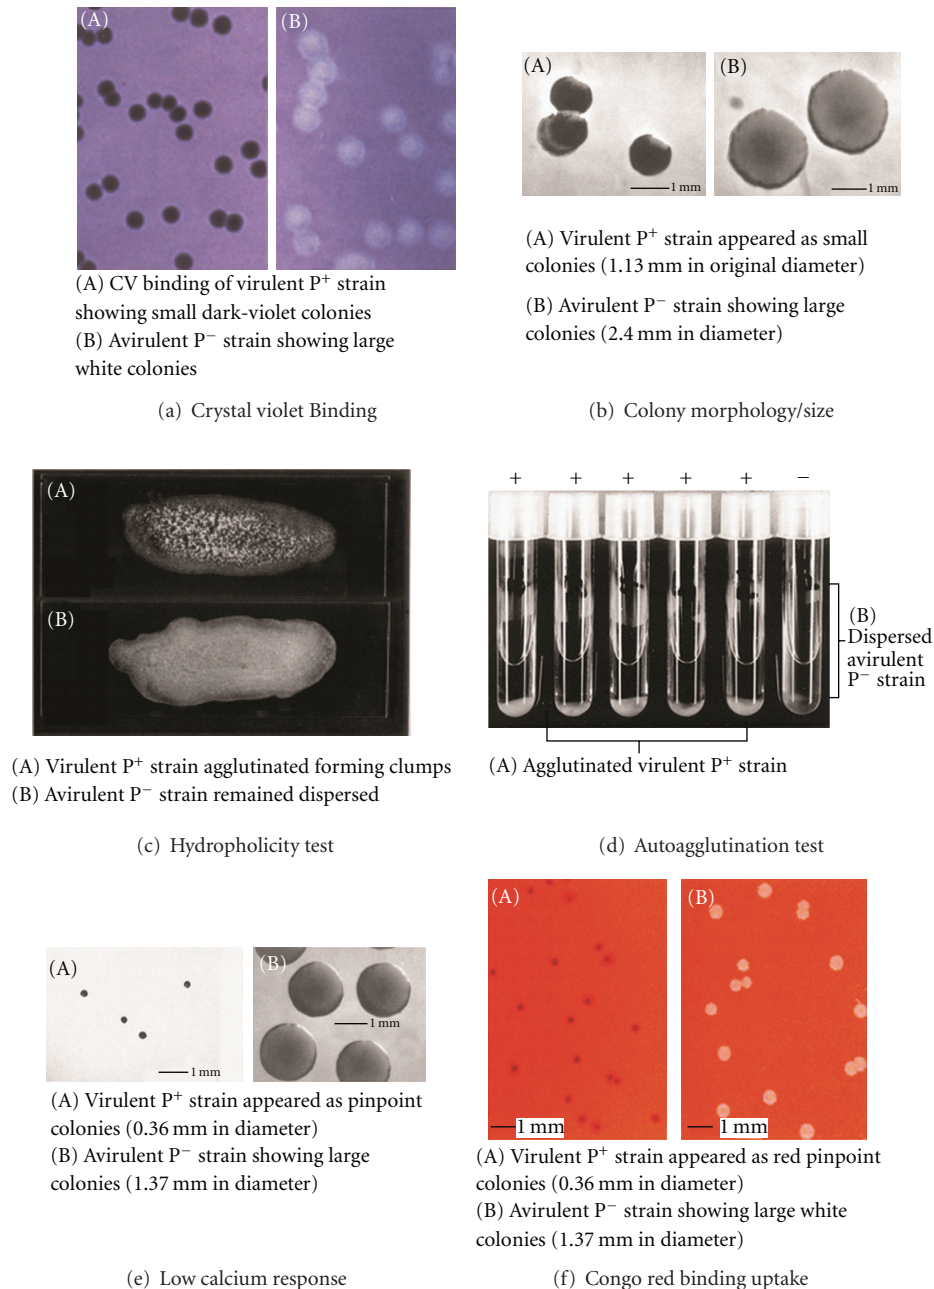 (A)
(B)
(A) CV binding of virulent P⁺ strain
showing small dark-violet colonies
(B) Avirulent P⁻ strain showing large
white colonies
(a) Crystal violet Binding
(A)
1 mm
(B)
1 mm
(A) Virulent P⁺ strain appeared as small
colonies (1.13 mm in original diameter)
(B) Avirulent P⁻ strain showing large
colonies (2.4 mm in diameter)
(b) Colony morphology/size
(A)
(B)
(A) Virulent P⁺ strain agglutinated forming clumps
(B) Avirulent P⁻ strain remained dispersed
(c) Hydropholicity test
+ + + + + −
(B)
Dispersed
avirulent
P⁻ strain
(A) Agglutinated virulent P⁺ strain
(d) Autoagglutination test
(A)
1 mm
(B)
1 mm
(A) Virulent P⁺ strain appeared as pinpoint
colonies (0.36 mm in diameter)
(B) Avirulent P⁻ strain showing large
colonies (1.37 mm in diameter)
(e) Low calcium response
(A)
1 mm
(B)
1 mm
(A) Virulent P⁺ strain appeared as red pinpoint
colonies (0.36 mm in diameter)
(B) Avirulent P⁻ strain showing large white
colonies (1.37 mm in diameter)
(f) Congo red binding uptake